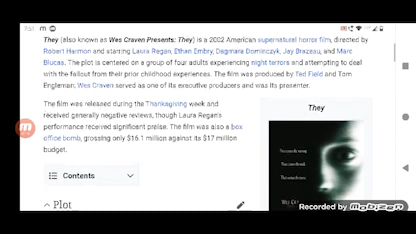 7:51
They (also known as Wes Craven Presents: They) is a 2002 American supernatural horror film, directed by
Robert Harmon and starring Laura Regan, Ethan Embry, Dagmara Dominczyk, Jay Brazeau, and Marc
Blucas. The plot is centered on a group of four adults experiencing night terrors and attempting to deal
with the fallout from their prior childhood experiences. The film was produced by Ted Field and Tom
Engleman. Wes Craven served as one of its executive producers and was its presenter.
The film was released during the Thanksgiving week and
received generally negative reviews, though Laura Regan's
performance received significant praise. The film was also a box
office bomb, grossing only $16.1 million against its $17 million
budget.
They
Contents
Plot
Recorded by Mobizen